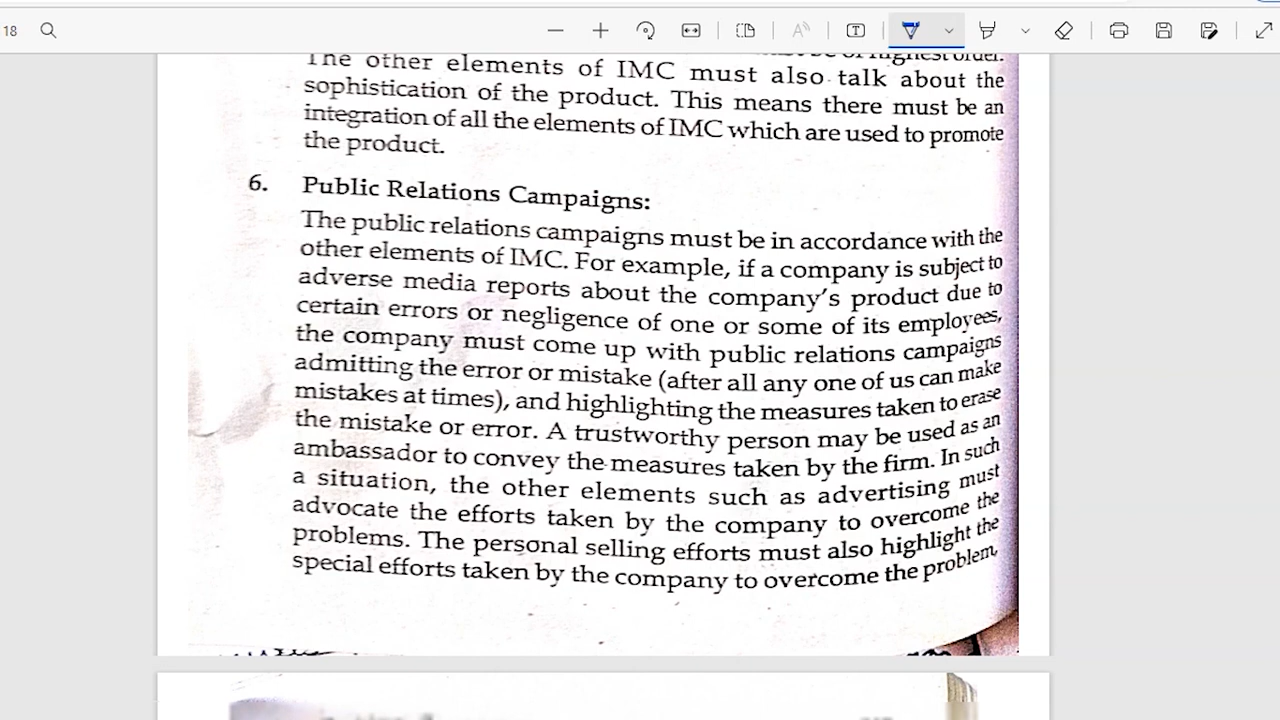 18
The other elements of IMC must also talk about the
sophistication of the product. This means there must be an
integration of all the elements of IMC which are used to promote
the product.
6. Public Relations Campaigns:
The public relations campaigns must be in accordance with the
other elements of IMC. For example, if a company is subject to
adverse media reports about the company's product due to
certain errors or negligence of one or some of its employees,
the company must come up with public relations campaigns
admitting the error or mistake (after all any one of us can make
mistakes at times), and highlighting the measures taken to erase
the mistake or error. A trustworthy person may be used as an
ambassador to convey the measures taken by the firm. In such
a situation, the other elements such as advertising must
advocate the efforts taken by the company to overcome the
problems. The personal selling efforts must also highlight the
special efforts taken by the company to overcome the problem,